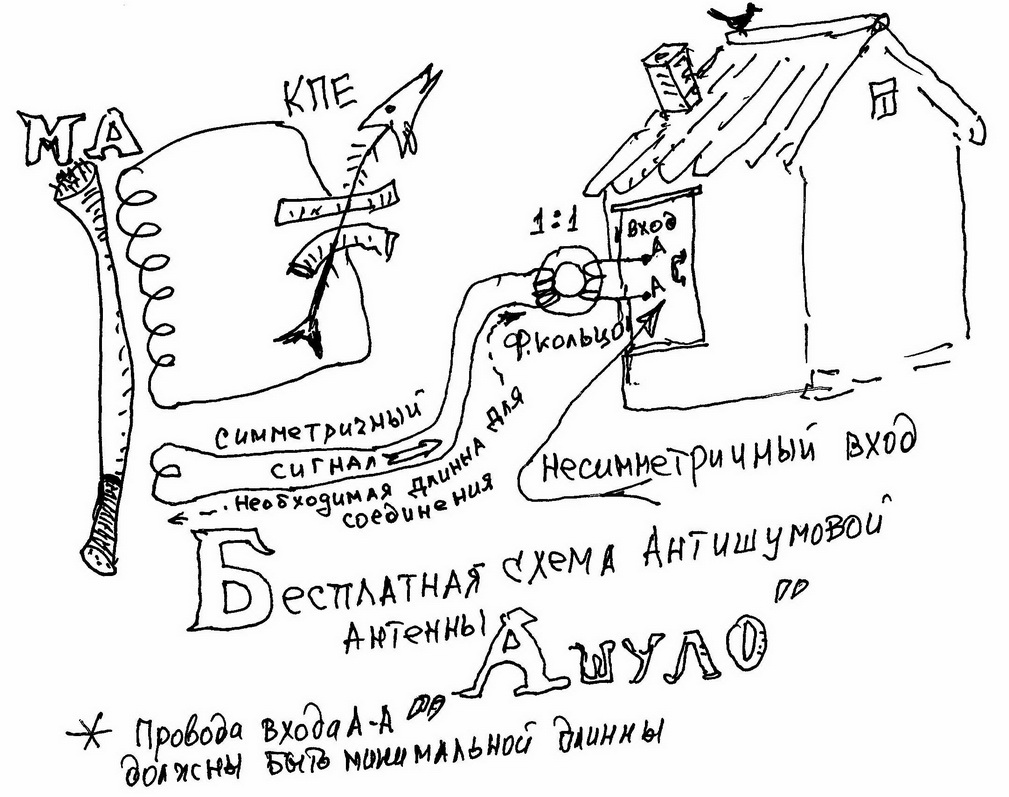 КПЕ
МА
1:1
ВХОД
А
А
Ф.КОЛЬЦО
СИММЕТРИЧНЫЙ
СИГНАЛ
НЕОБХОДИМАЯ ДЛИННА ДЛЯ
СОЕДИНЕНИЯ
НЕСИММЕТРИЧНЫЙ ВХОД
БЕСПЛАТНАЯ СХЕМА АНТИШУМОВОЙ
АНТЕННЫ "АШУЛО"
* ПРОВОДА ВХОДА А-А
ДОЛЖНЫ БЫТЬ МИНИМАЛЬНОЙ ДЛИННЫ